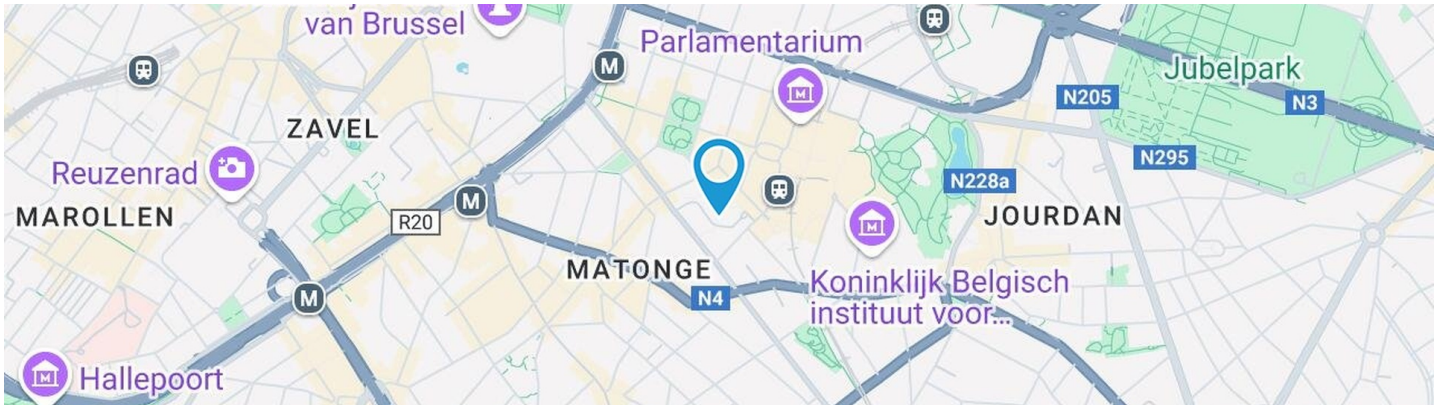 van Brussel
M
Parlamentarium
Jubelpark
N205
N3
ZAVEL
N295
Reuzenrad
N228a
MAROLLEN
M
R20
JOURDAN
MATONGE
Koninklijk Belgisch
instituut voor...
N4
M
Hallepoort